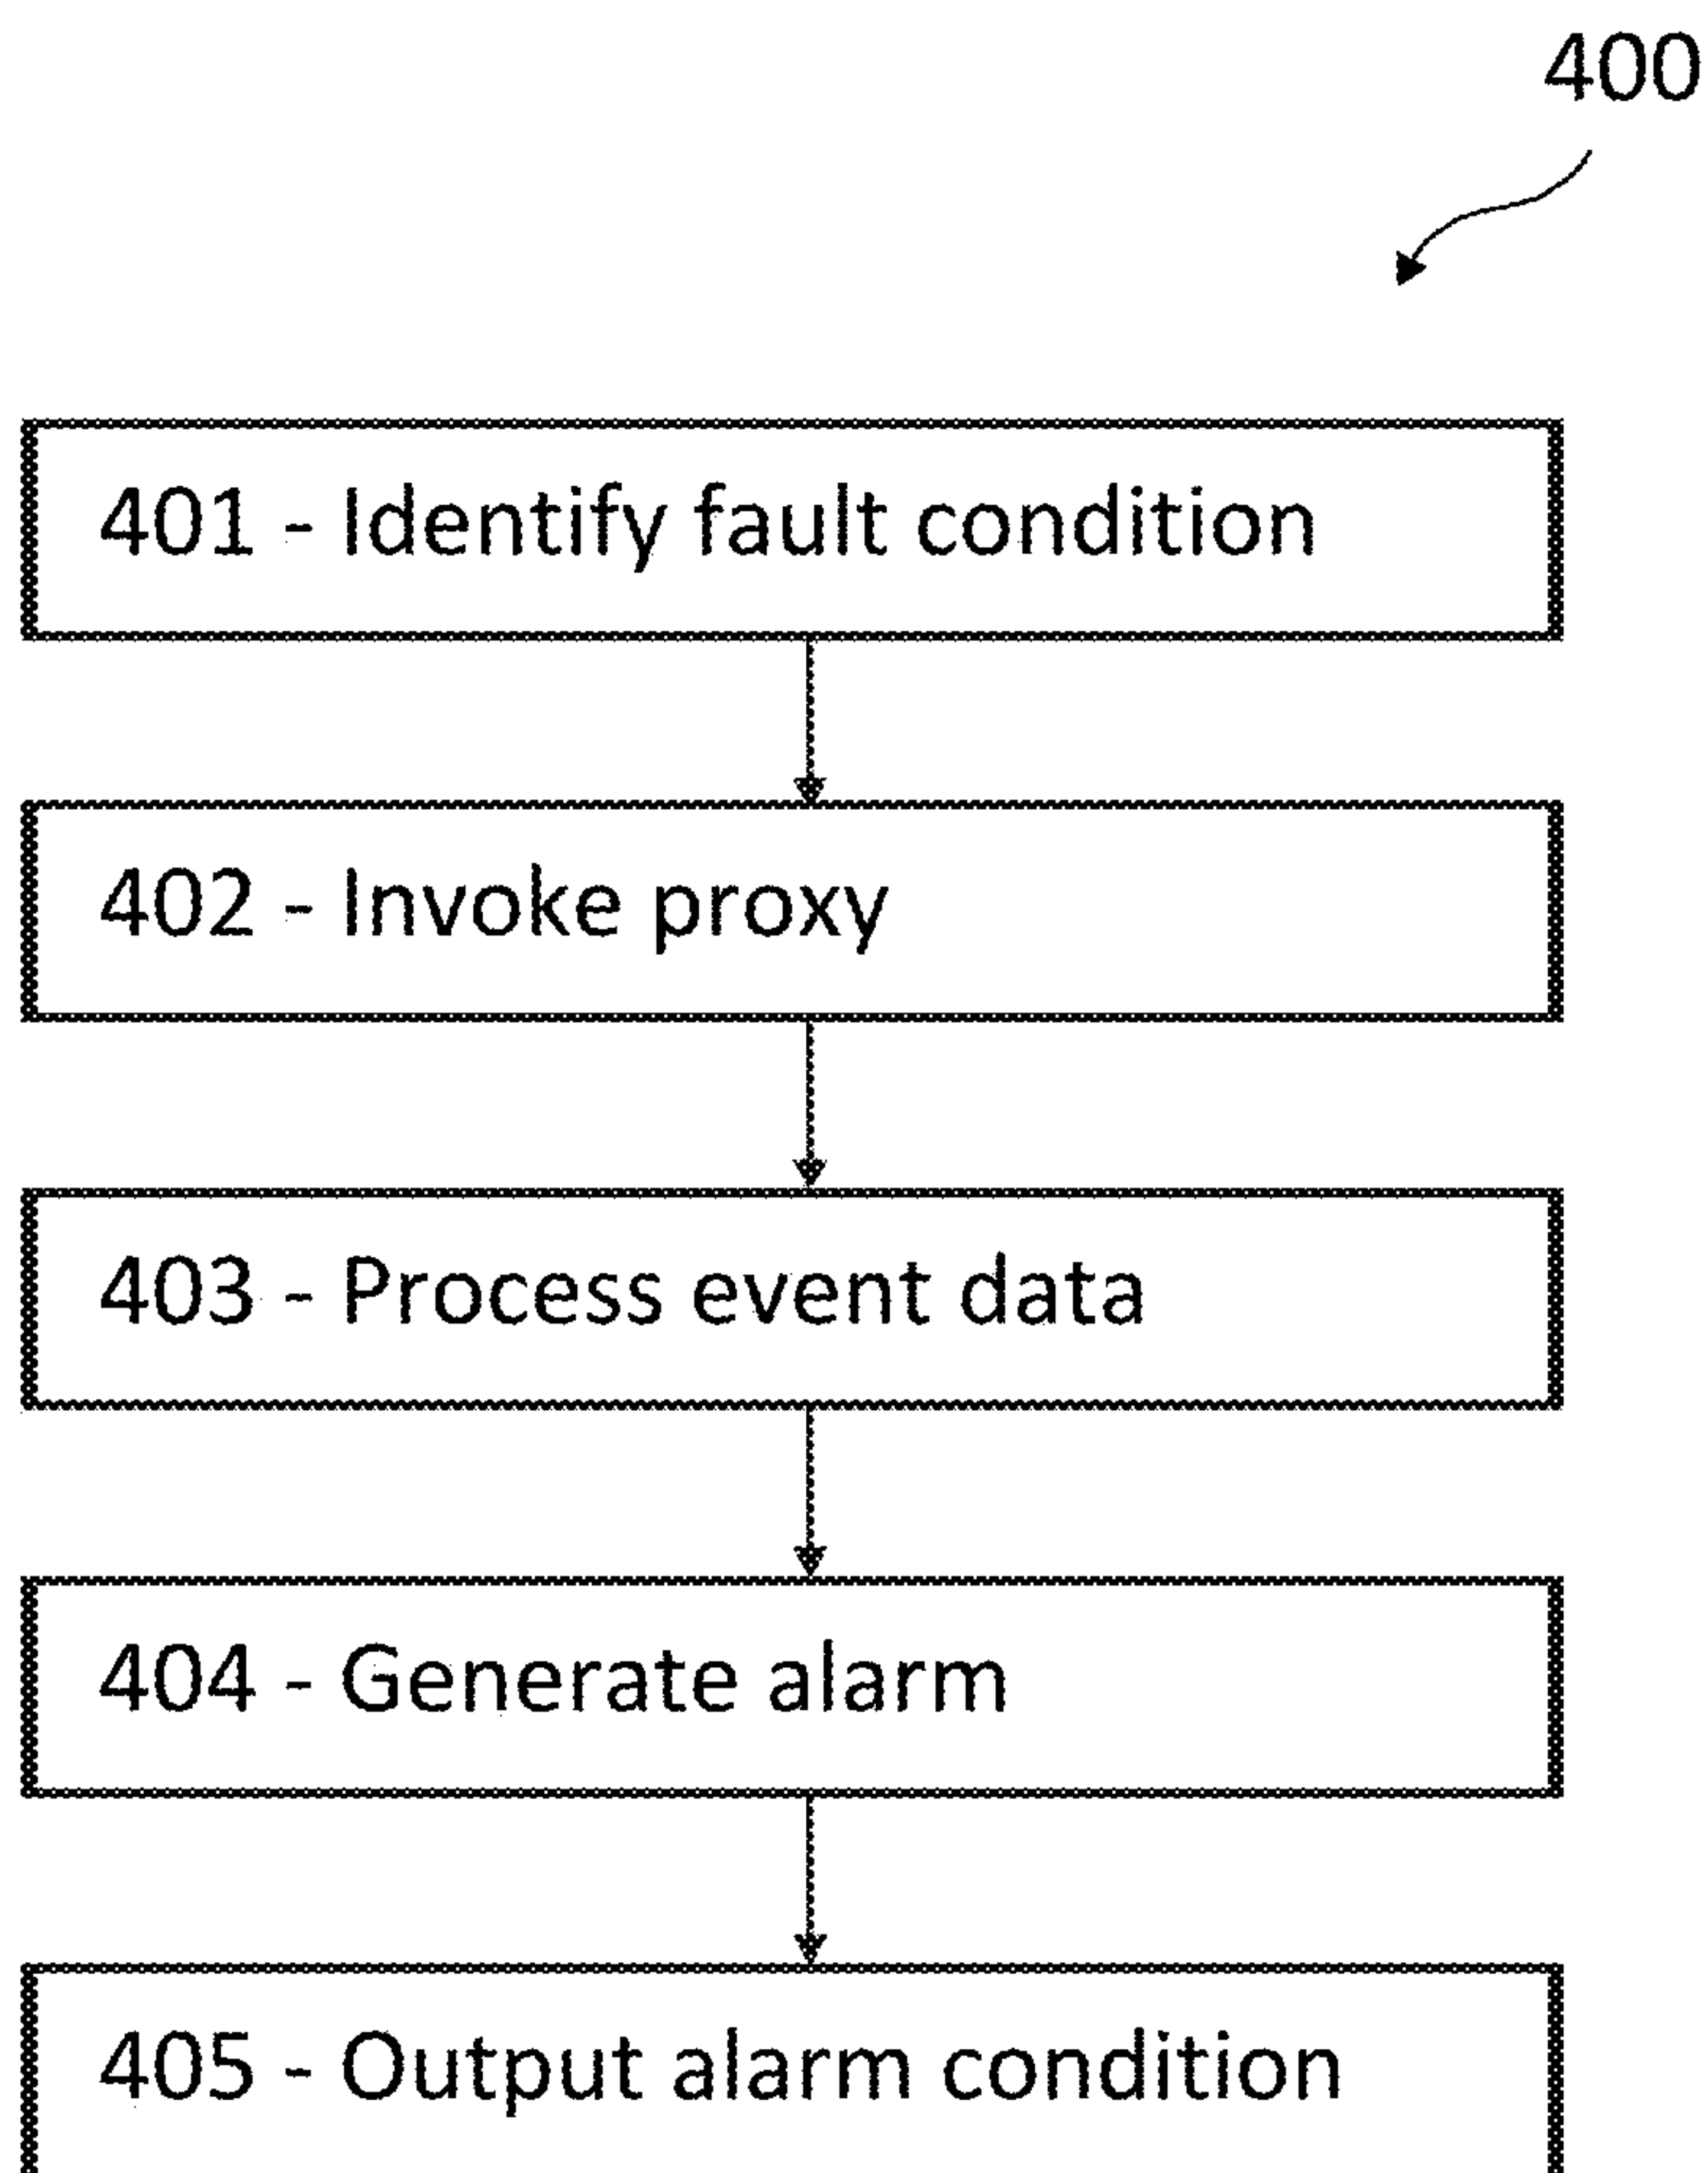 400
401 - Identify fault condition
402 - Invoke proxy
403 - Process event data
404 - Generate alarm
405 - Output alarm condition